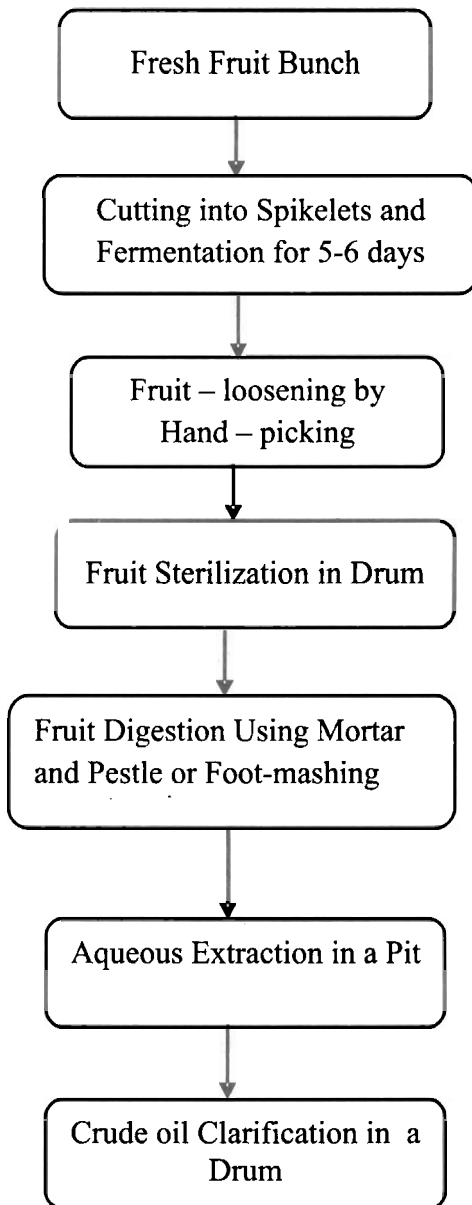 Fresh Fruit Bunch
Cutting into Spikelets and
Fermentation for 5-6 days
Fruit – loosening by
Hand – picking
Fruit Sterilization in Drum
Fruit Digestion Using Mortar
and Pestle or Foot-mashing
Aqueous Extraction in a Pit
Crude oil Clarification in a
Drum